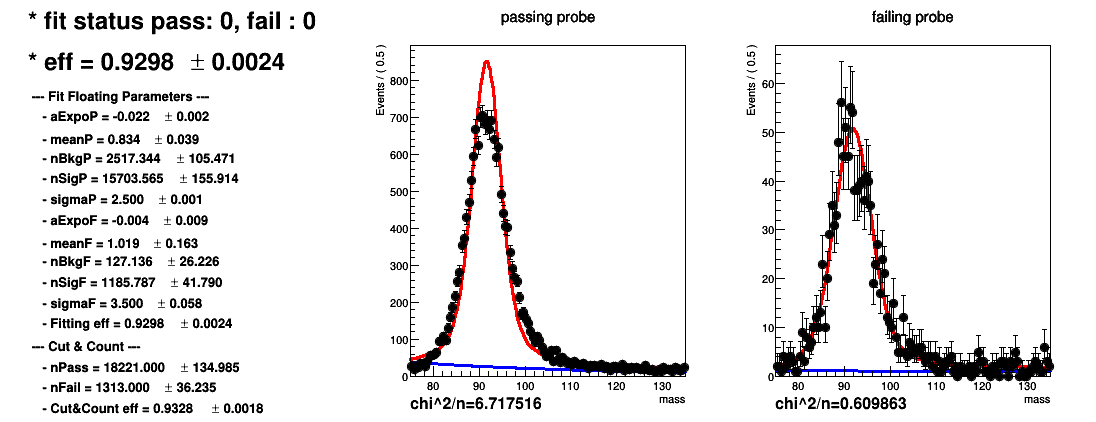 * fit status pass: 0, fail : 0
* eff = 0.9298 ± 0.0024
--- Fit Floating Parameters ---
- aExpoP = -0.022 ± 0.002
- meanP = 0.834 ± 0.039
- nBkgP = 2517.344 ± 105.471
- nSigP = 15703.565 ± 155.914
- sigmaP = 2.500 ± 0.001
- aExpoF = -0.004 ± 0.009
- meanF = 1.019 ± 0.163
- nBkgF = 127.136 ± 26.226
- nSigF = 1185.787 ± 41.790
- sigmaF = 3.500 ± 0.058
- Fitting eff = 0.9298 ± 0.0024
--- Cut & Count ---
- nPass = 18221.000 ± 134.985
- nFail = 1313.000 ± 36.235
- Cut&Count eff = 0.9328 ± 0.0018
passing probe
Events / ( 0.5 )
800
700
600
500
400
300
200
100
0
80 90 100 110 120 130
mass
chi^2/n=6.717516
failing probe
Events / ( 0.5 )
60
50
40
30
20
10
0
80 90 100 110 120 130
mass
chi^2/n=0.609863